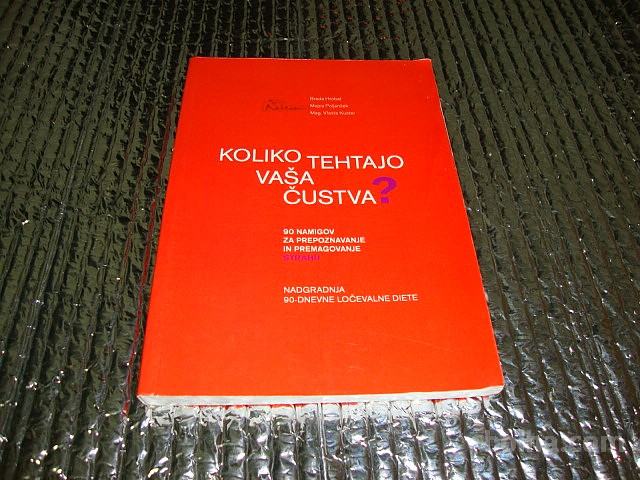 Breda Hrobat
Mojca Poljanšek
Mag. Vlasta Kuster
KOLIKO TEHTAJO
VAŠA
ČUSTVA?
90 NAMIGOV
ZA PREPOZNAVANJE
IN PREMAGOVANJE
STRAHU
NADGRADNJA
90-DNEVNE LOČEVALNE DIETE